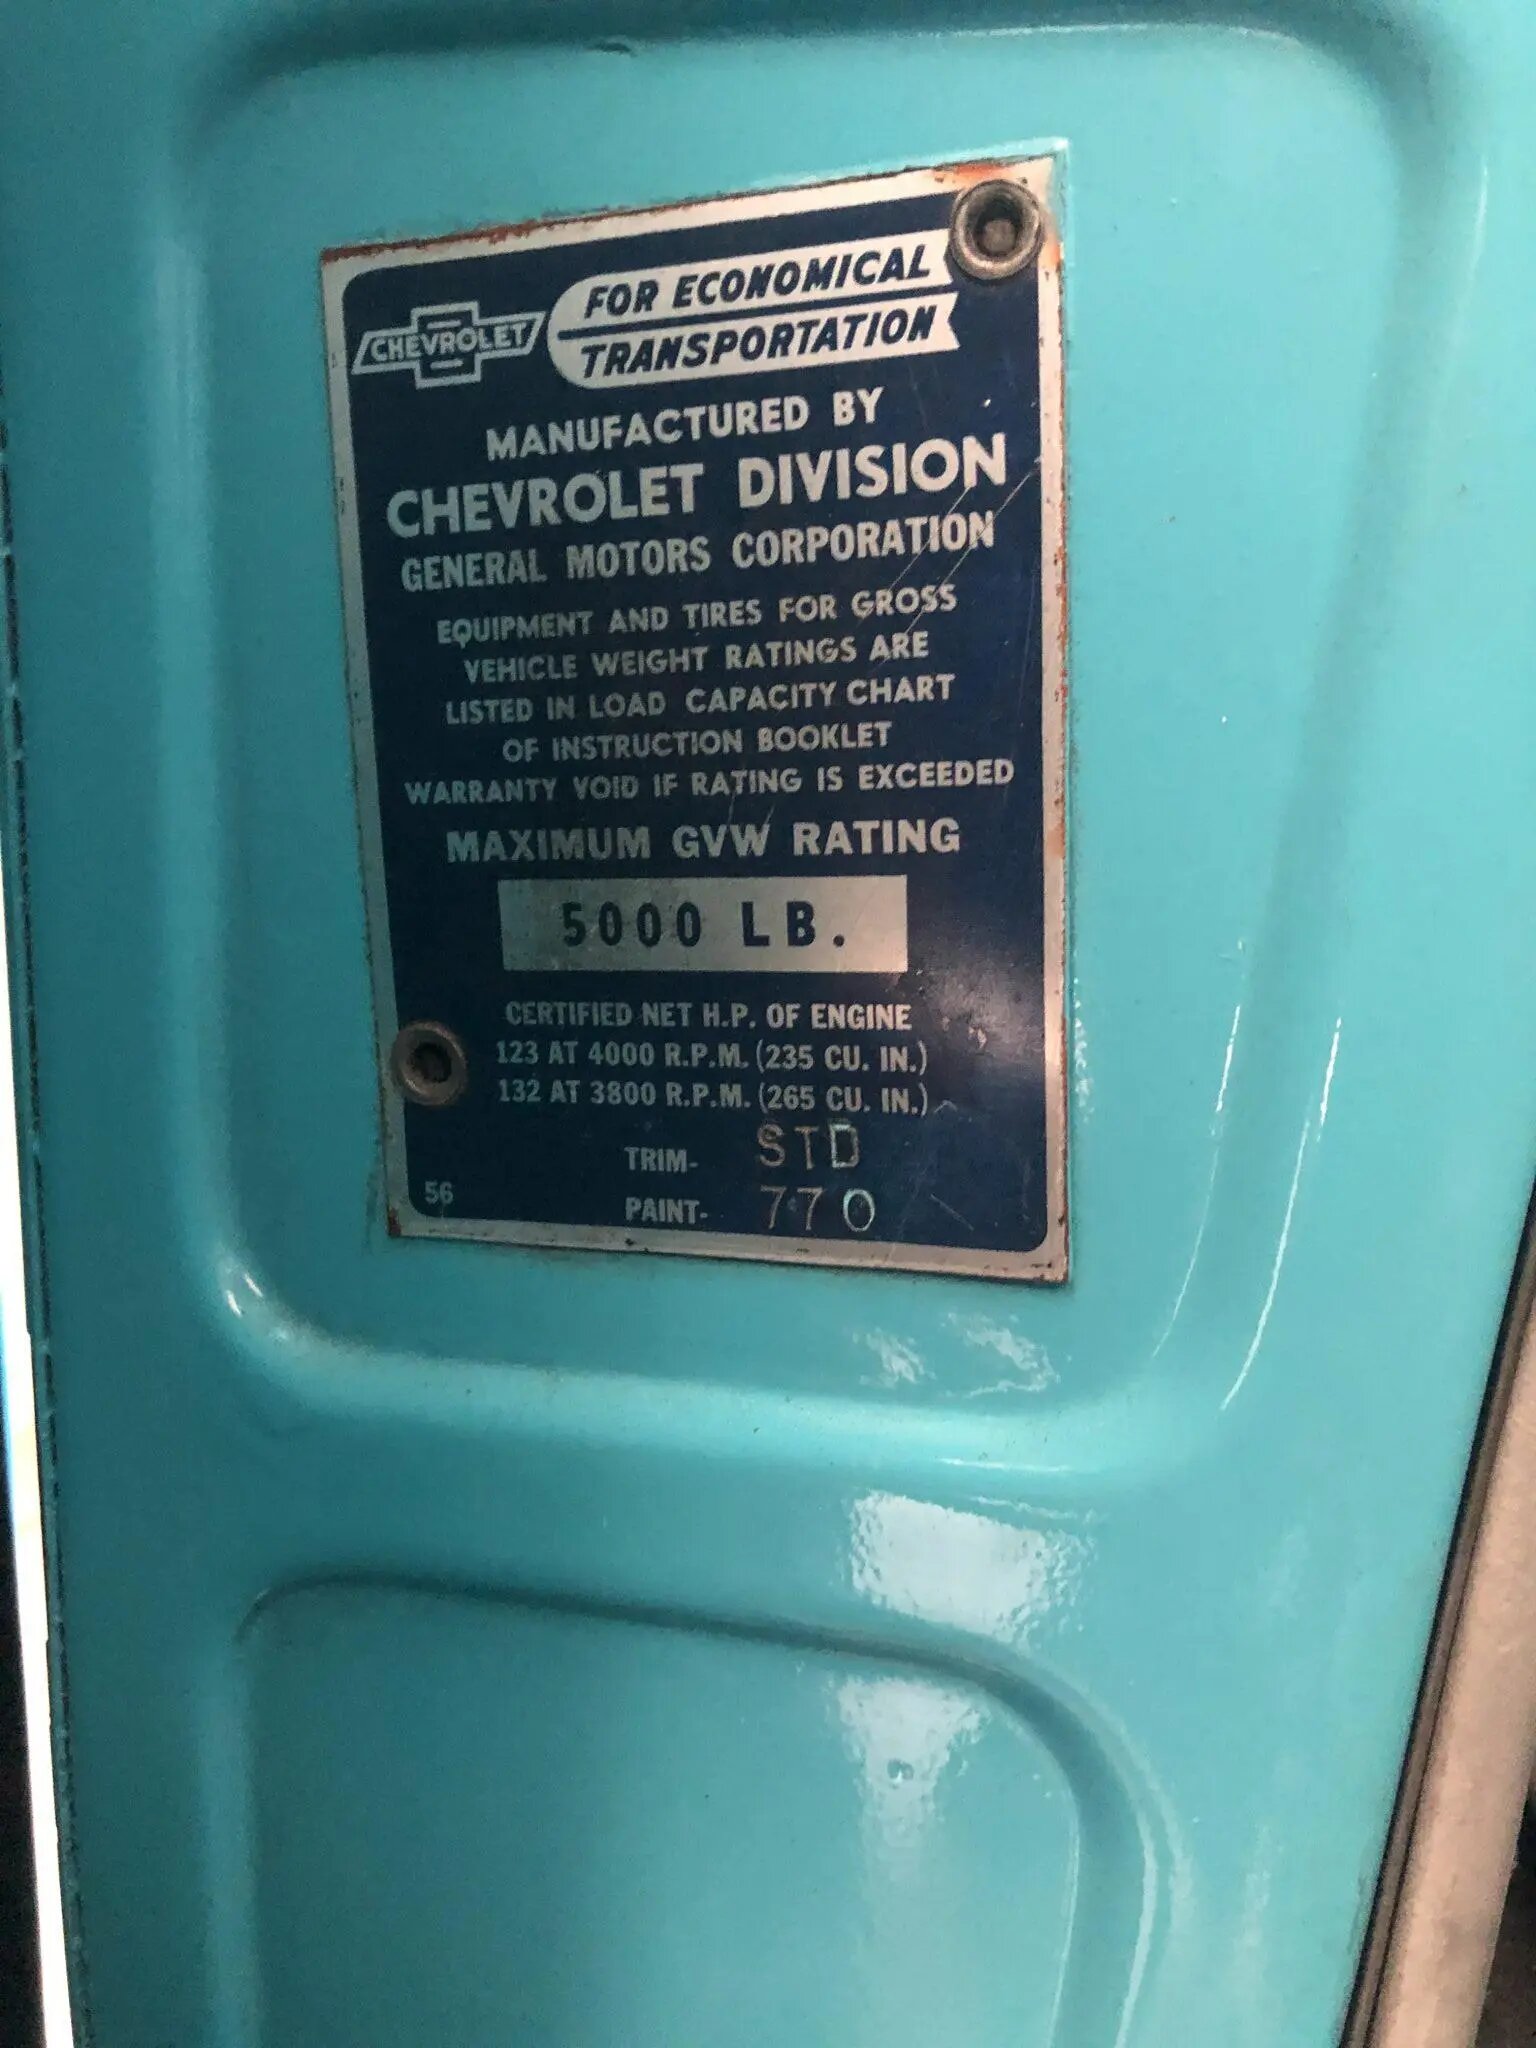 CHEVROLET
FOR ECONOMICAL
TRANSPORTATION
MANUFACTURED BY
CHEVROLET DIVISION
GENERAL MOTORS CORPORATION
EQUIPMENT AND TIRES FOR GROSS
VEHICLE WEIGHT RATINGS ARE
LISTED IN LOAD CAPACITY CHART
OF INSTRUCTION BOOKLET
WARRANTY VOID IF RATING IS EXCEEDED
MAXIMUM GVW RATING
5000 LB.
CERTIFIED NET H.P. OF ENGINE
123 AT 4000 R.P.M. (235 CU. IN.)
132 AT 3800 R.P.M. (265 CU. IN.)
TRIM- STD
56 PAINT- 770